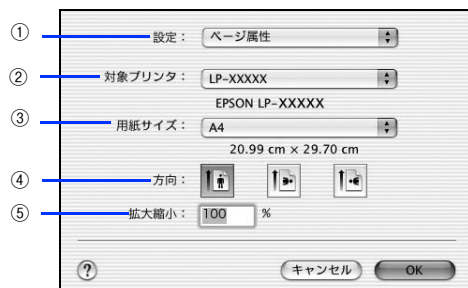 ① 設定： ページ属性
② 対象プリンタ： LP-XXXXX
EPSON LP-XXXXX
③ 用紙サイズ： A4
20.99 cm × 29.70 cm
④ 方向：
⑤ 拡大縮小： 100 %
? キャンセル OK